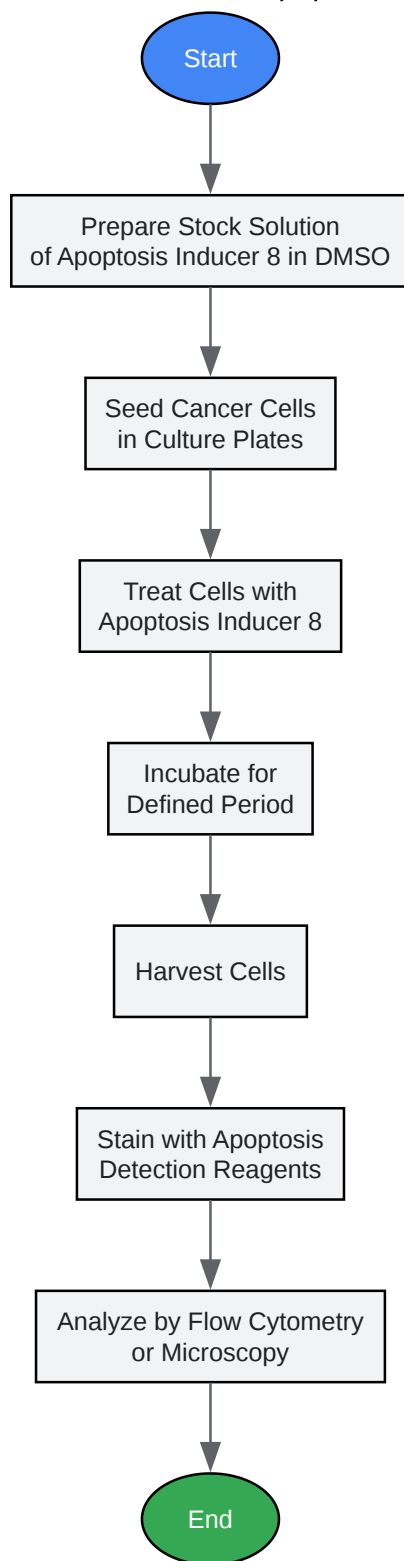 Start
Prepare Stock Solution
of Apoptosis Inducer 8 in DMSO
Seed Cancer Cells
in Culture Plates
Treat Cells with
Apoptosis Inducer 8
Incubate for
Defined Period
Harvest Cells
Stain with Apoptosis
Detection Reagents
Analyze by Flow Cytometry
or Microscopy
End